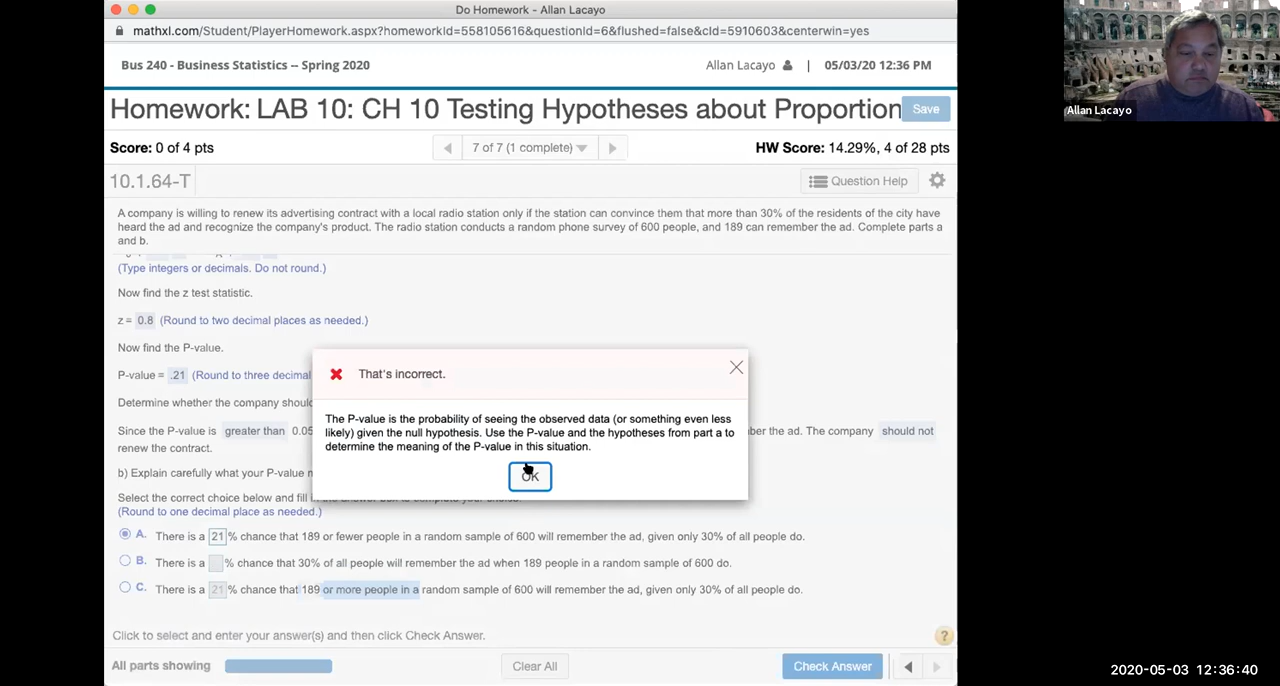 Do Homework - Allan Lacayo
mathxl.com/Student/PlayerHomework.aspx?homeworkId=558105616&questionId=6&flushed=false&cId=5910603&centerwin=yes
Bus 240 - Business Statistics -- Spring 2020
Allan Lacayo | 05/03/20 12:36 PM
Homework: LAB 10: CH 10 Testing Hypotheses about Proportion
Save
Score: 0 of 4 pts
7 of 7 (1 complete)
HW Score: 14.29%, 4 of 28 pts
10.1.64-T
Question Help
A company is willing to renew its advertising contract with a local radio station only if the station can convince them that more than 30% of the residents of the city have
heard the ad and recognize the company's product. The radio station conducts a random phone survey of 600 people, and 189 can remember the ad. Complete parts a
and b.
(Type integers or decimals. Do not round.)
Now find the z test statistic.
z = 0.8 (Round to two decimal places as needed.)
Now find the P-value.
P-value = .21 (Round to three decimal
Determine whether the company shoul
Since the P-value is greater than 0.05 ber the ad. The company should not
renew the contract.
b) Explain carefully what your P-value m
Select the correct choice below and fill
(Round to one decimal place as needed.)
A. There is a 21 % chance that 189 or fewer people in a random sample of 600 will remember the ad, given only 30% of all people do.
B. There is a % chance that 30% of all people will remember the ad when 189 people in a random sample of 600 do.
C. There is a 21 % chance that 189 or more people in a random sample of 600 will remember the ad, given only 30% of all people do.
That's incorrect.
The P-value is the probability of seeing the observed data (or something even less
likely) given the null hypothesis. Use the P-value and the hypotheses from part a to
determine the meaning of the P-value in this situation.
OK
Click to select and enter your answer(s) and then click Check Answer.
?
All parts showing
Clear All
Check Answer
Allan Lacayo
2020-05-03 12:36:40